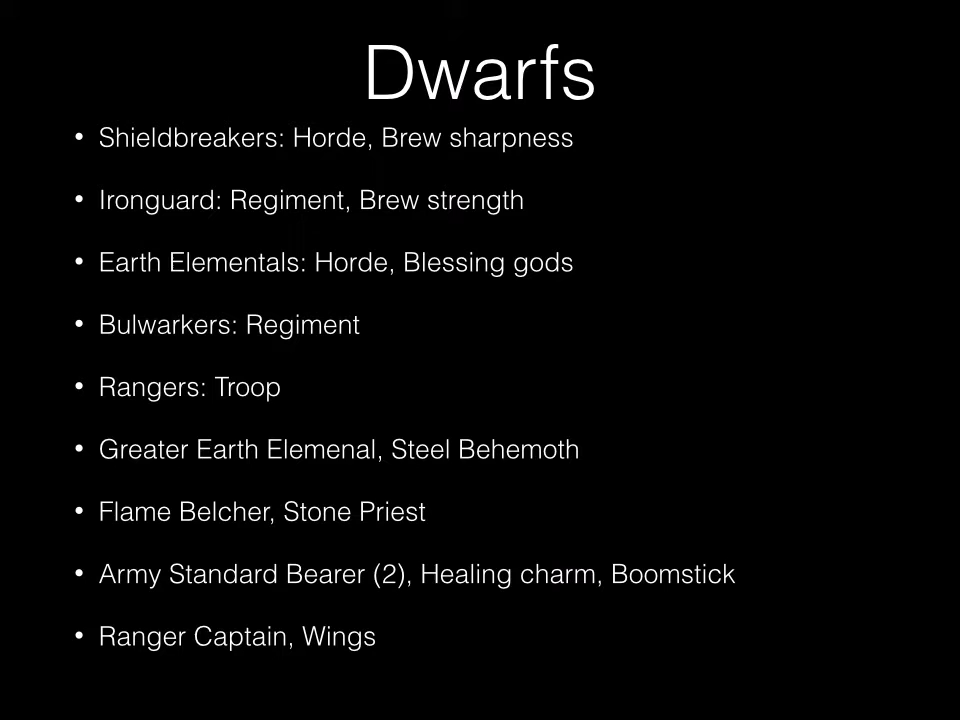 Dwarfs
• Shieldbreakers: Horde, Brew sharpness
• Ironguard: Regiment, Brew strength
• Earth Elementals: Horde, Blessing gods
• Bulwarkers: Regiment
• Rangers: Troop
• Greater Earth Elemenal, Steel Behemoth
• Flame Belcher, Stone Priest
• Army Standard Bearer (2), Healing charm, Boomstick
• Ranger Captain, Wings